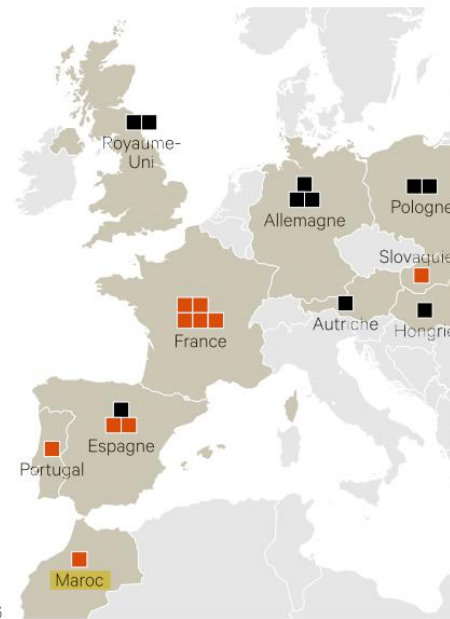 Royaume-
Uni
Allemagne
Pologne
Slovaquie
France
Autriche
Hongrie
Espagne
Portugal
Maroc